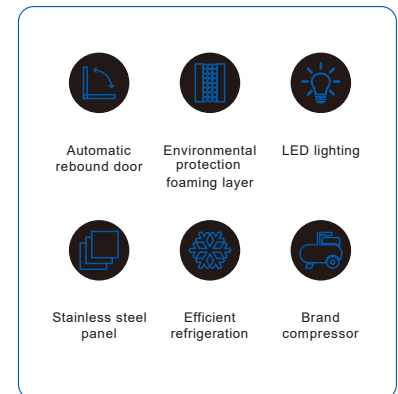 Automatic
rebound door
Environmental
protection
foaming layer
LED lighting
Stainless steel
panel
Efficient
refrigeration
Brand
compressor